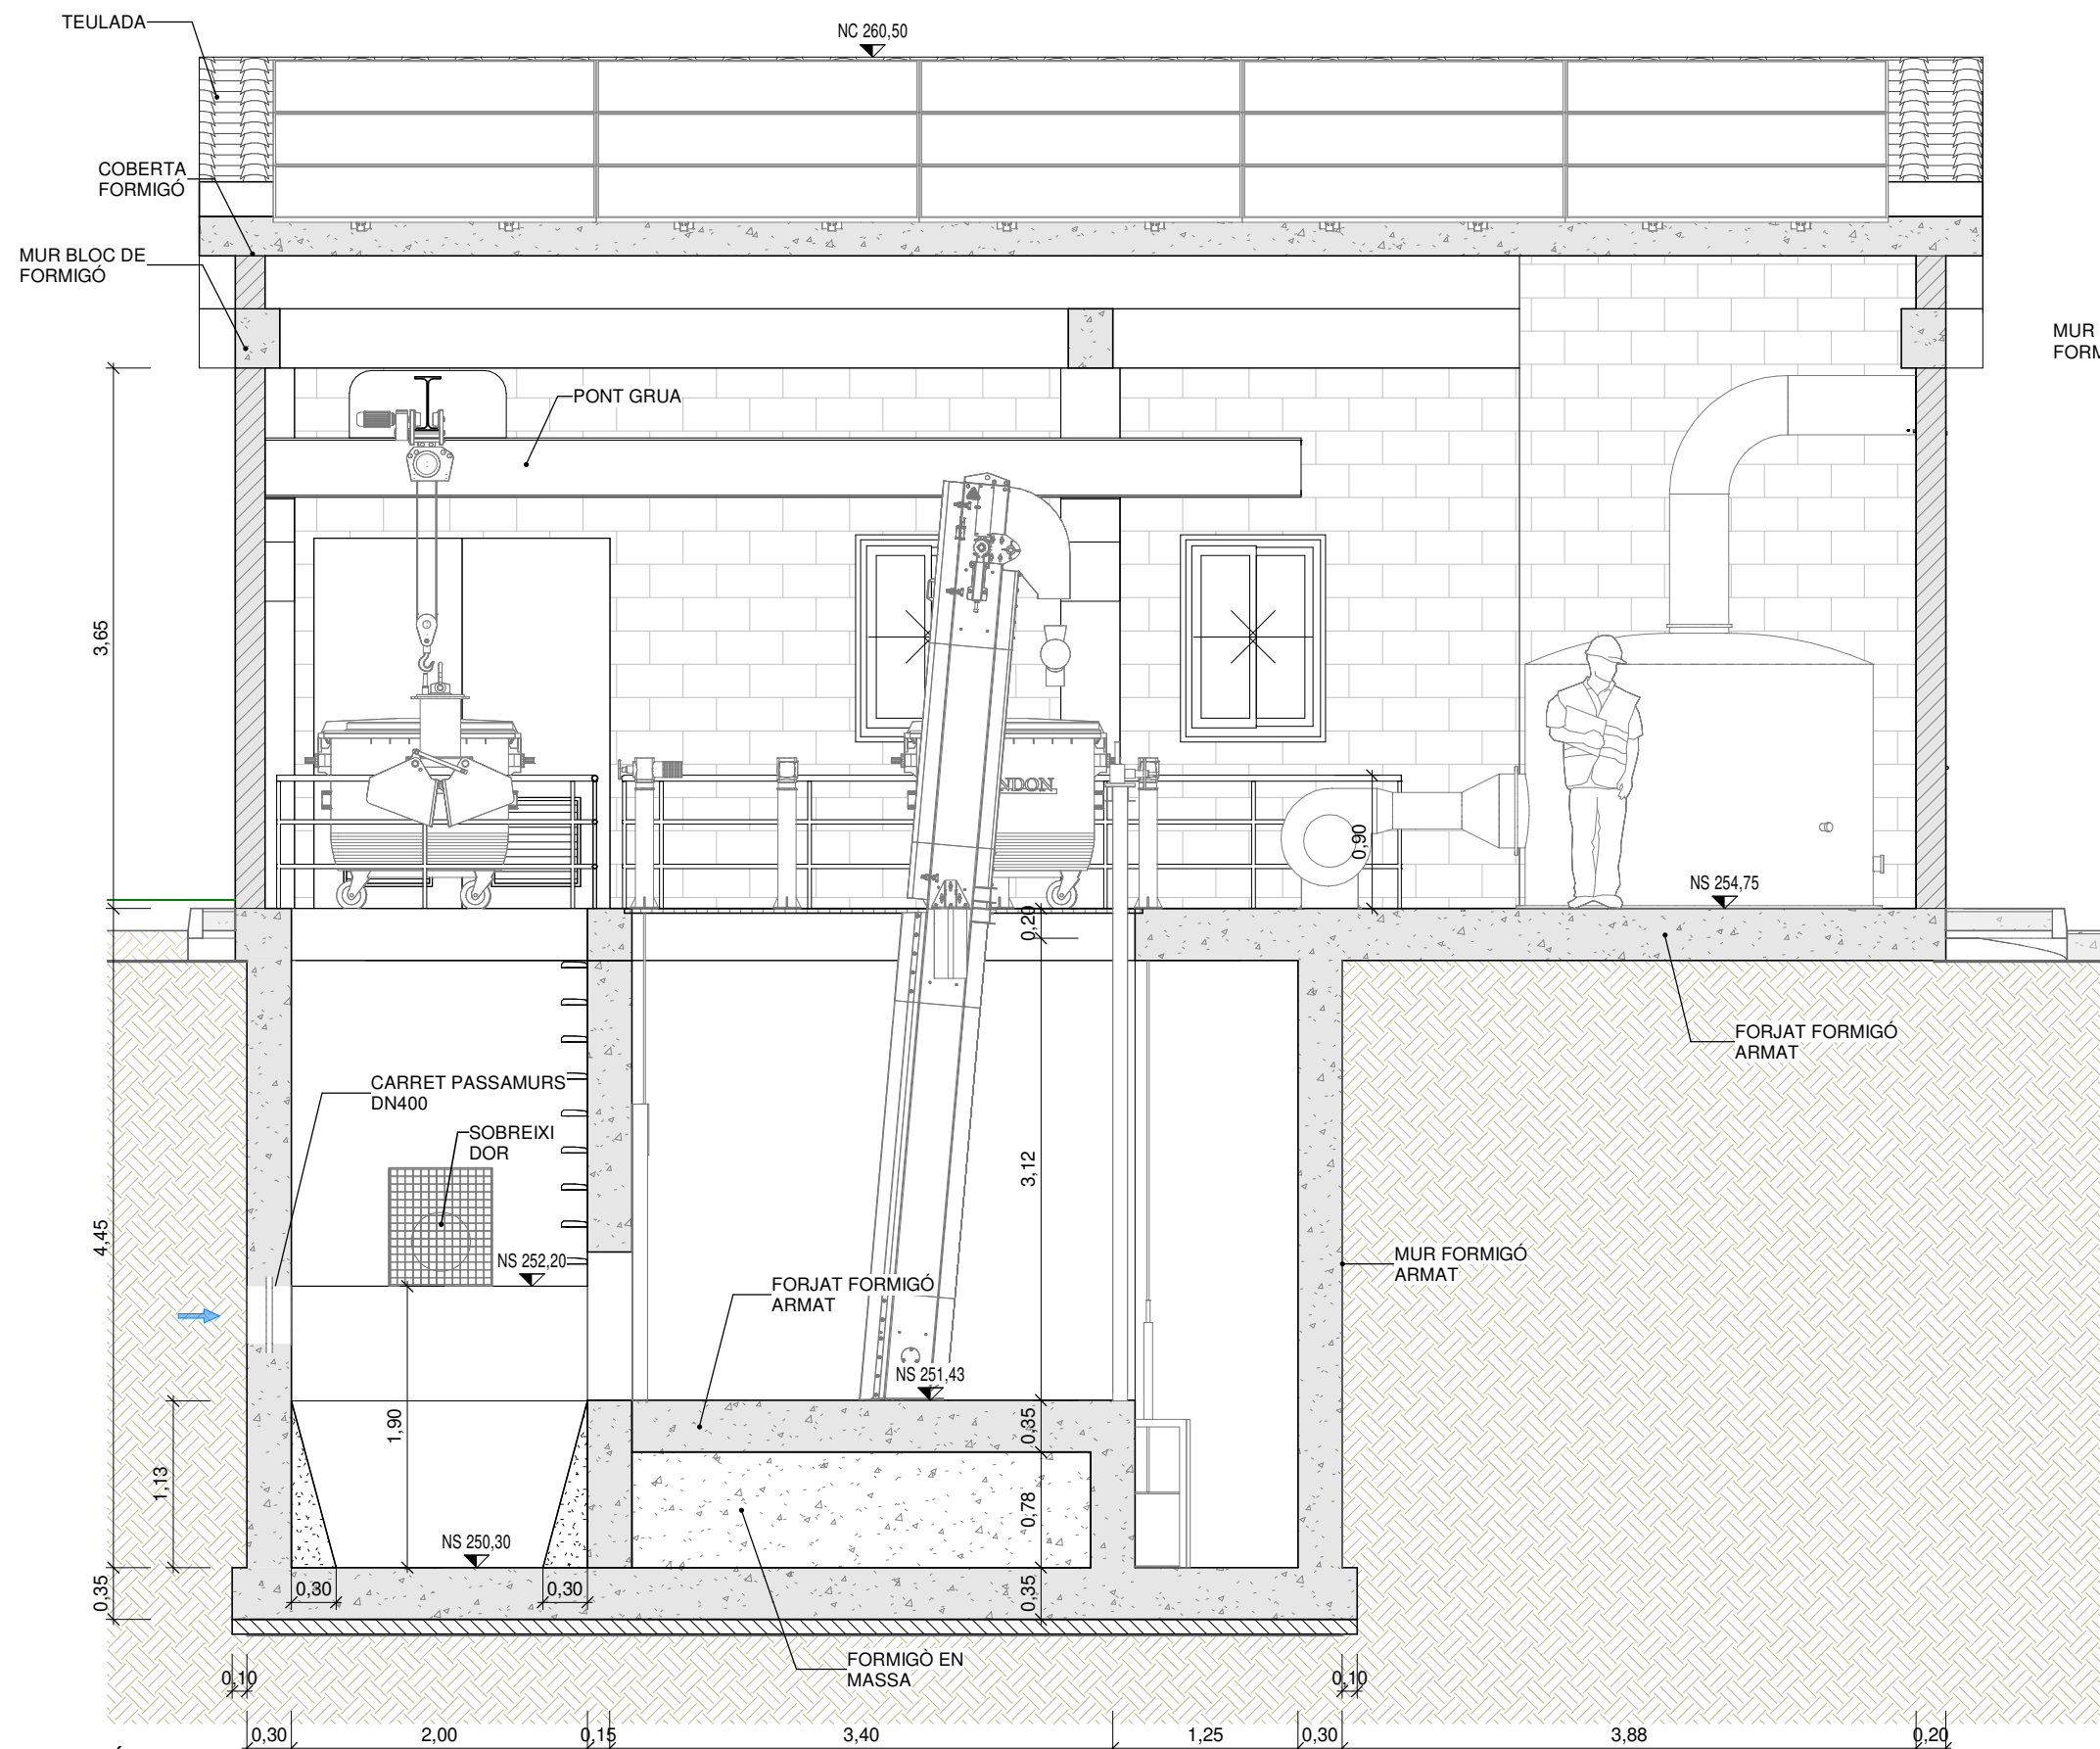 TEULADA
NC 260,50
COBERTA
FORMIGÓ
MUR BLOC DE
FORMIGÓ
MUR
PONT GRUA
3,65
NDON
0,90
NS 254,75
0,20
FORJAT FORMIGÓ
ARMAT
CARRET PASSAMURS
DN400
SOBREIXI
DOR
3,12
4,45
NS 252,20
MUR FORMIGÓ
ARMAT
FORJAT FORMIGÓ
ARMAT
NS 251,43
1,90
0,35
1,13
0,78
NS 250,30
0,35
0,30
0,30
0,35
FORMIGÒ EN
MASSA
0,10
0,10
0,30
2,00
0,15
3,40
1,25
0,30
3,88
0,20